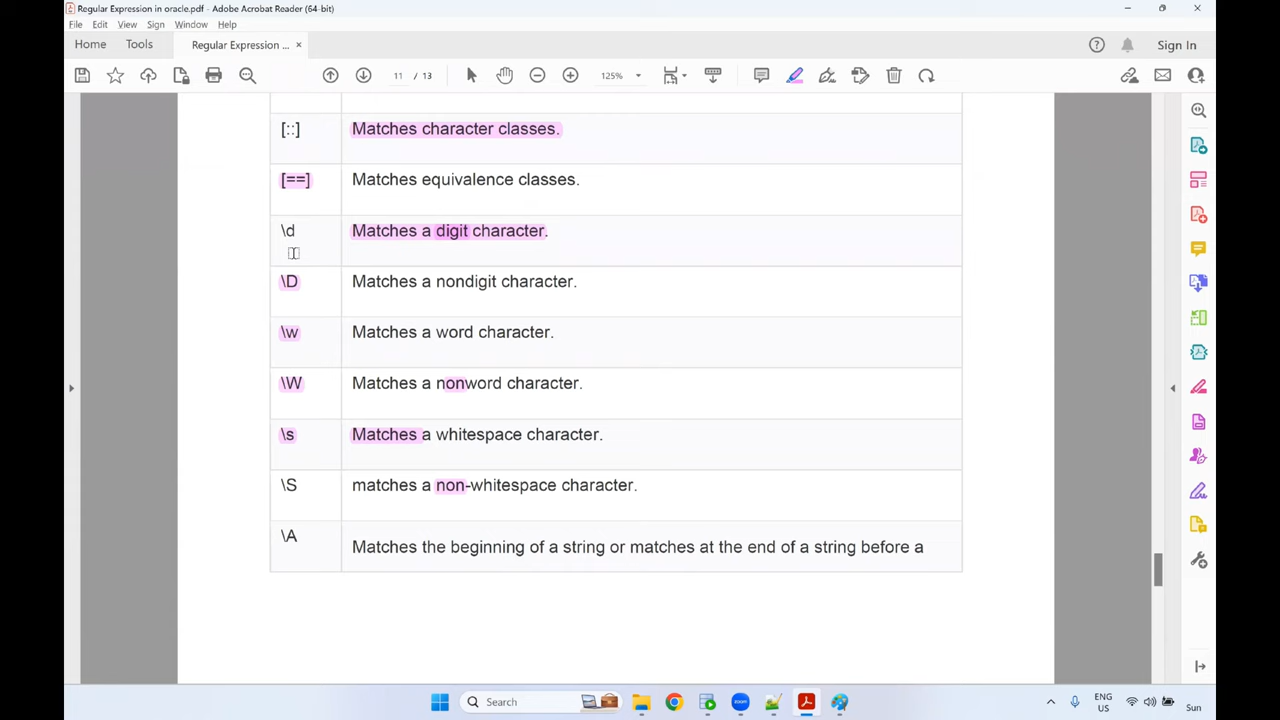 Regular Expression in oracle.pdf - Adobe Acrobat Reader (64-bit)
File Edit View Sign Window Help
Home Tools Regular Expression ... × Sign In
11 / 13 125%
[::] Matches character classes.
[==] Matches equivalence classes.
\d Matches a digit character.
\D Matches a nondigit character.
\w Matches a word character.
\W Matches a nonword character.
\s Matches a whitespace character.
\S matches a non-whitespace character.
\A Matches the beginning of a string or matches at the end of a string before a
Search ENG US Sun